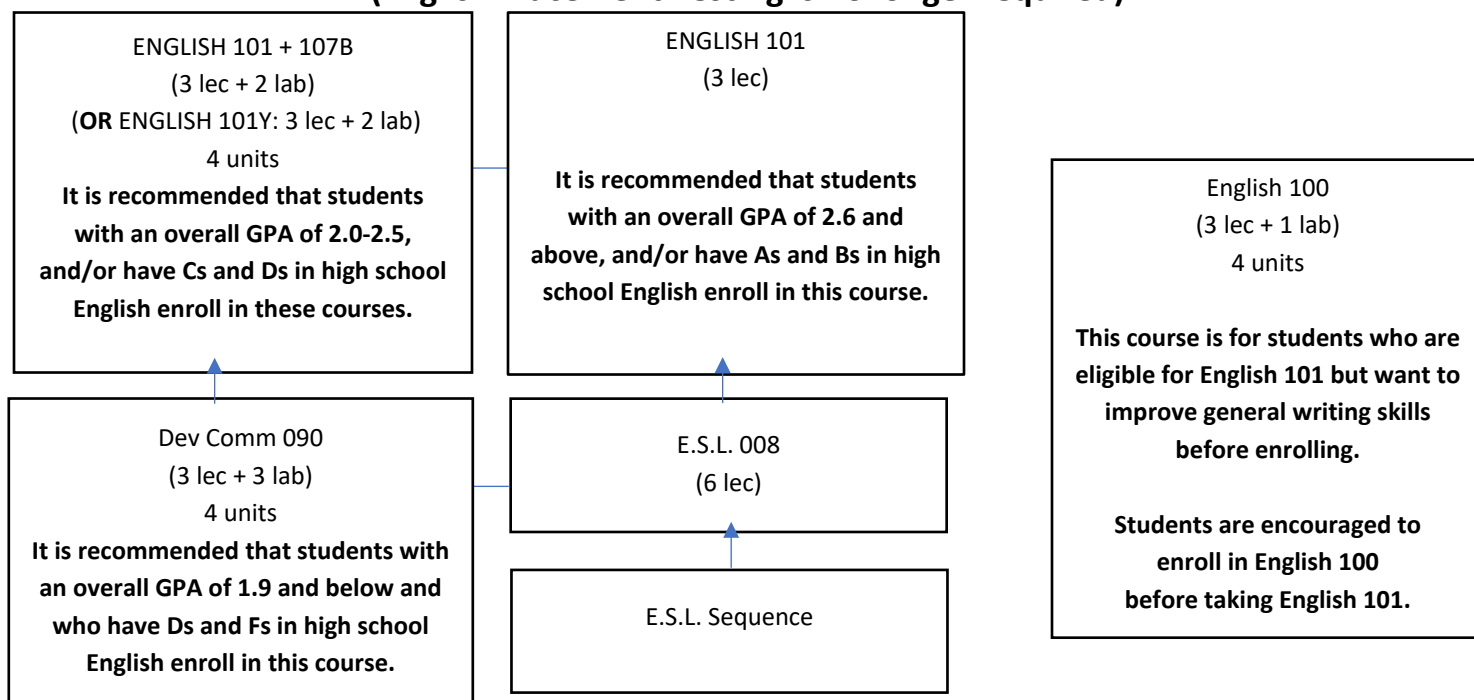 ENGLISH 101 + 107B
(3 lec + 2 lab)
(OR ENGLISH 101Y: 3 lec + 2 lab)
4 units
It is recommended that students
with an overall GPA of 2.0-2.5,
and/or have Cs and Ds in high school
English enroll in these courses.
ENGLISH 101
(3 lec)
It is recommended that students
with an overall GPA of 2.6 and
above, and/or have As and Bs in high
school English enroll in this course.
Dev Comm 090
(3 lec + 3 lab)
4 units
It is recommended that students with
an overall GPA of 1.9 and below and
who have Ds and Fs in high school
English enroll in this course.
E.S.L. 008
(6 lec)
E.S.L. Sequence
English 100
(3 lec + 1 lab)
4 units
This course is for students who are
eligible for English 101 but want to
improve general writing skills
before enrolling.
Students are encouraged to
enroll in English 100
before taking English 101.